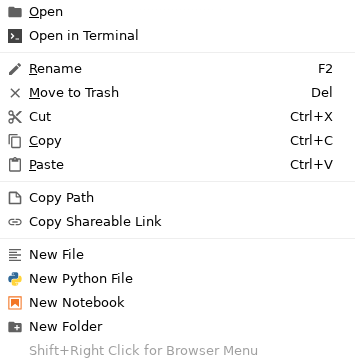 Open
Open in Terminal
Rename F2
Move to Trash Del
Cut Ctrl+X
Copy Ctrl+C
Paste Ctrl+V
Copy Path
Copy Shareable Link
New File
New Python File
New Notebook
New Folder
Shift+Right Click for Browser Menu